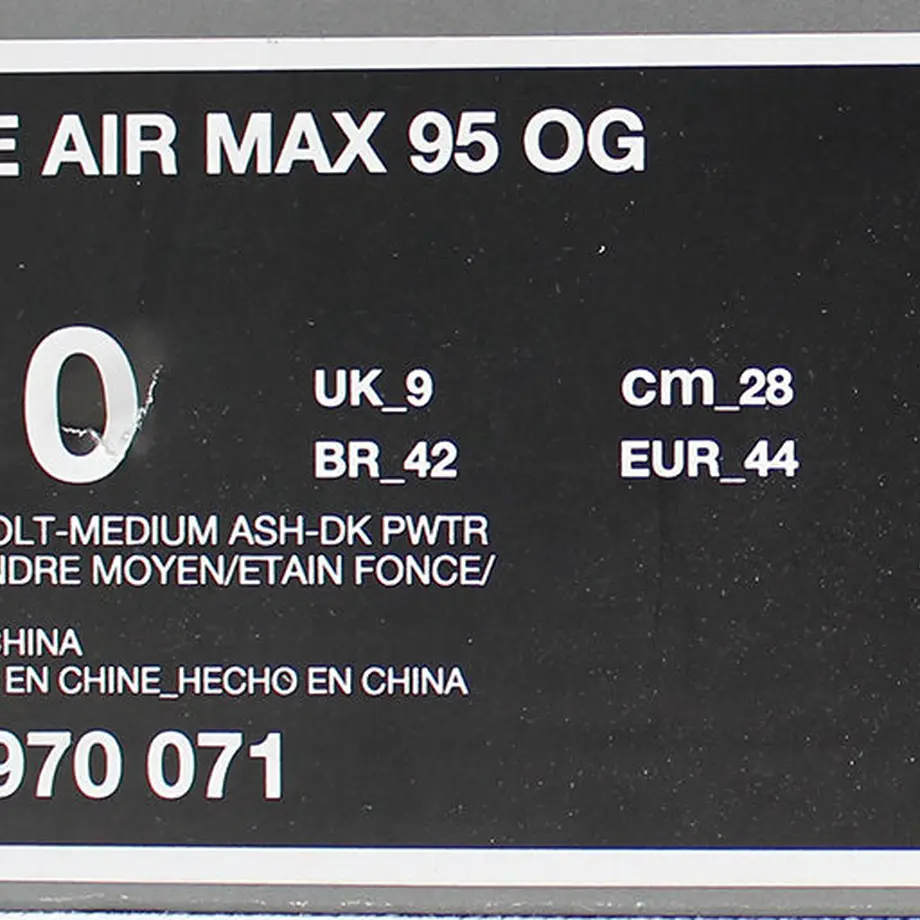 E AIR MAX 95 OG
0 UK_9 cm_28
BR_42 EUR_44
OLT-MEDIUM ASH-DK PWTR
NDRE MOYEN/ETAIN FONCE/
CHINA
EN CHINE_HECHO EN CHINA
970 071